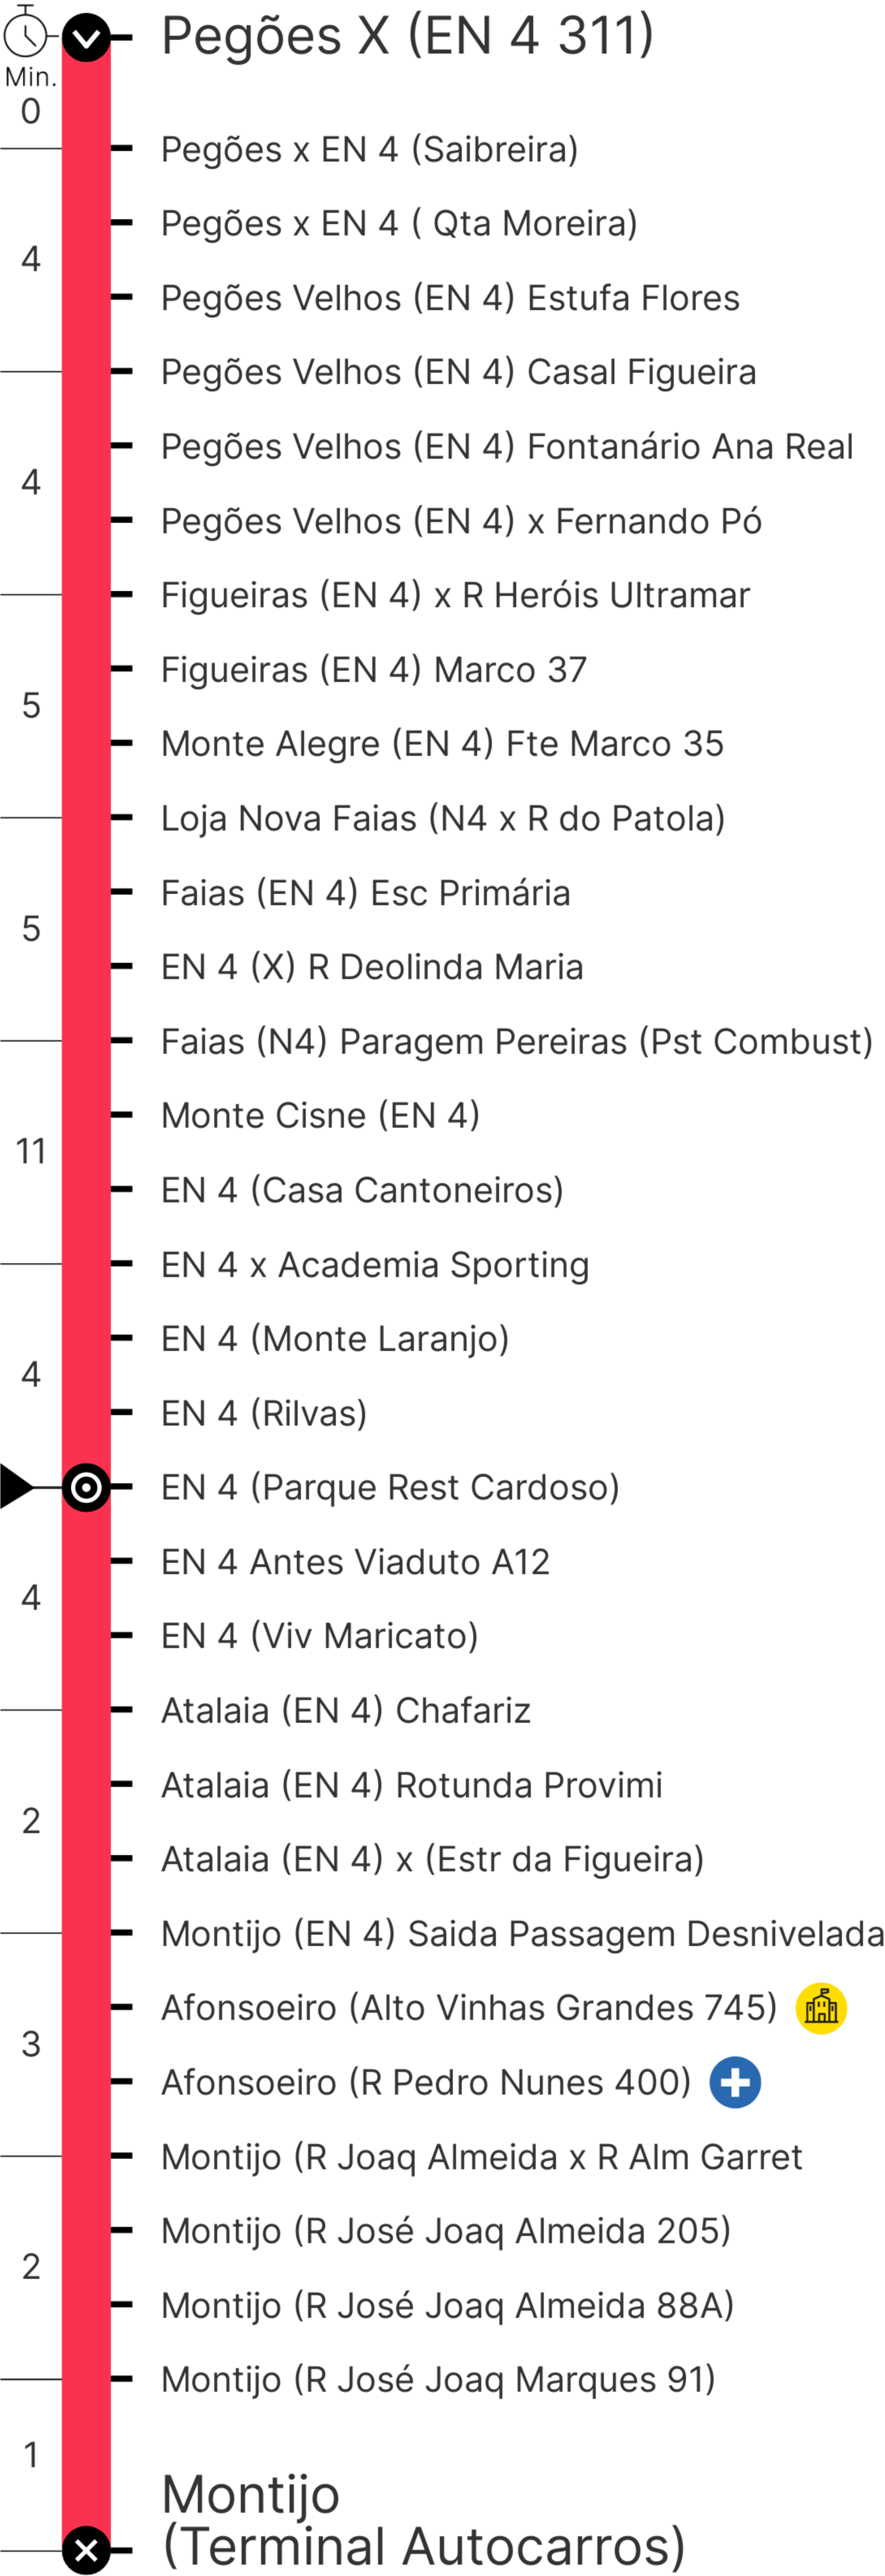 Pegões X (EN 4 311)
Min.
0
Pegões x EN 4 (Saibreira)
Pegões x EN 4 ( Qta Moreira)
4
Pegões Velhos (EN 4) Estufa Flores
Pegões Velhos (EN 4) Casal Figueira
Pegões Velhos (EN 4) Fontanário Ana Real
4
Pegões Velhos (EN 4) x Fernando Pó
Figueiras (EN 4) x R Heróis Ultramar
Figueiras (EN 4) Marco 37
5
Monte Alegre (EN 4) Fte Marco 35
Loja Nova Faias (N4 x R do Patola)
Faias (EN 4) Esc Primária
5
EN 4 (X) R Deolinda Maria
Faias (N4) Paragem Pereiras (Pst Combust)
Monte Cisne (EN 4)
11
EN 4 (Casa Cantoneiros)
EN 4 x Academia Sporting
EN 4 (Monte Laranjo)
4
EN 4 (Rilvas)
EN 4 (Parque Rest Cardoso)
EN 4 Antes Viaduto A12
4
EN 4 (Viv Maricato)
Atalaia (EN 4) Chafariz
Atalaia (EN 4) Rotunda Provimi
2
Atalaia (EN 4) x (Estr da Figueira)
Montijo (EN 4) Saida Passagem Desnivelada
Afonsoeiro (Alto Vinhas Grandes 745)
3
Afonsoeiro (R Pedro Nunes 400)
Montijo (R Joaq Almeida x R Alm Garret
Montijo (R José Joaq Almeida 205)
2
Montijo (R José Joaq Almeida 88A)
Montijo (R José Joaq Marques 91)
1
Montijo
(Terminal Autocarros)